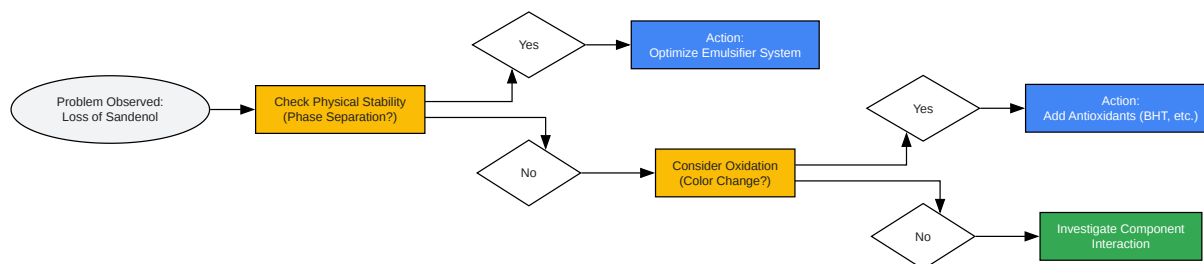 Problem Observed:
Loss of Sandenol
Check Physical Stability
(Phase Separation?)
Yes
Action:
Optimize Emulsifier System
No
Consider Oxidation
(Color Change?)
Yes
Action:
Add Antioxidants (BHT, etc.)
No
Investigate Component
Interaction